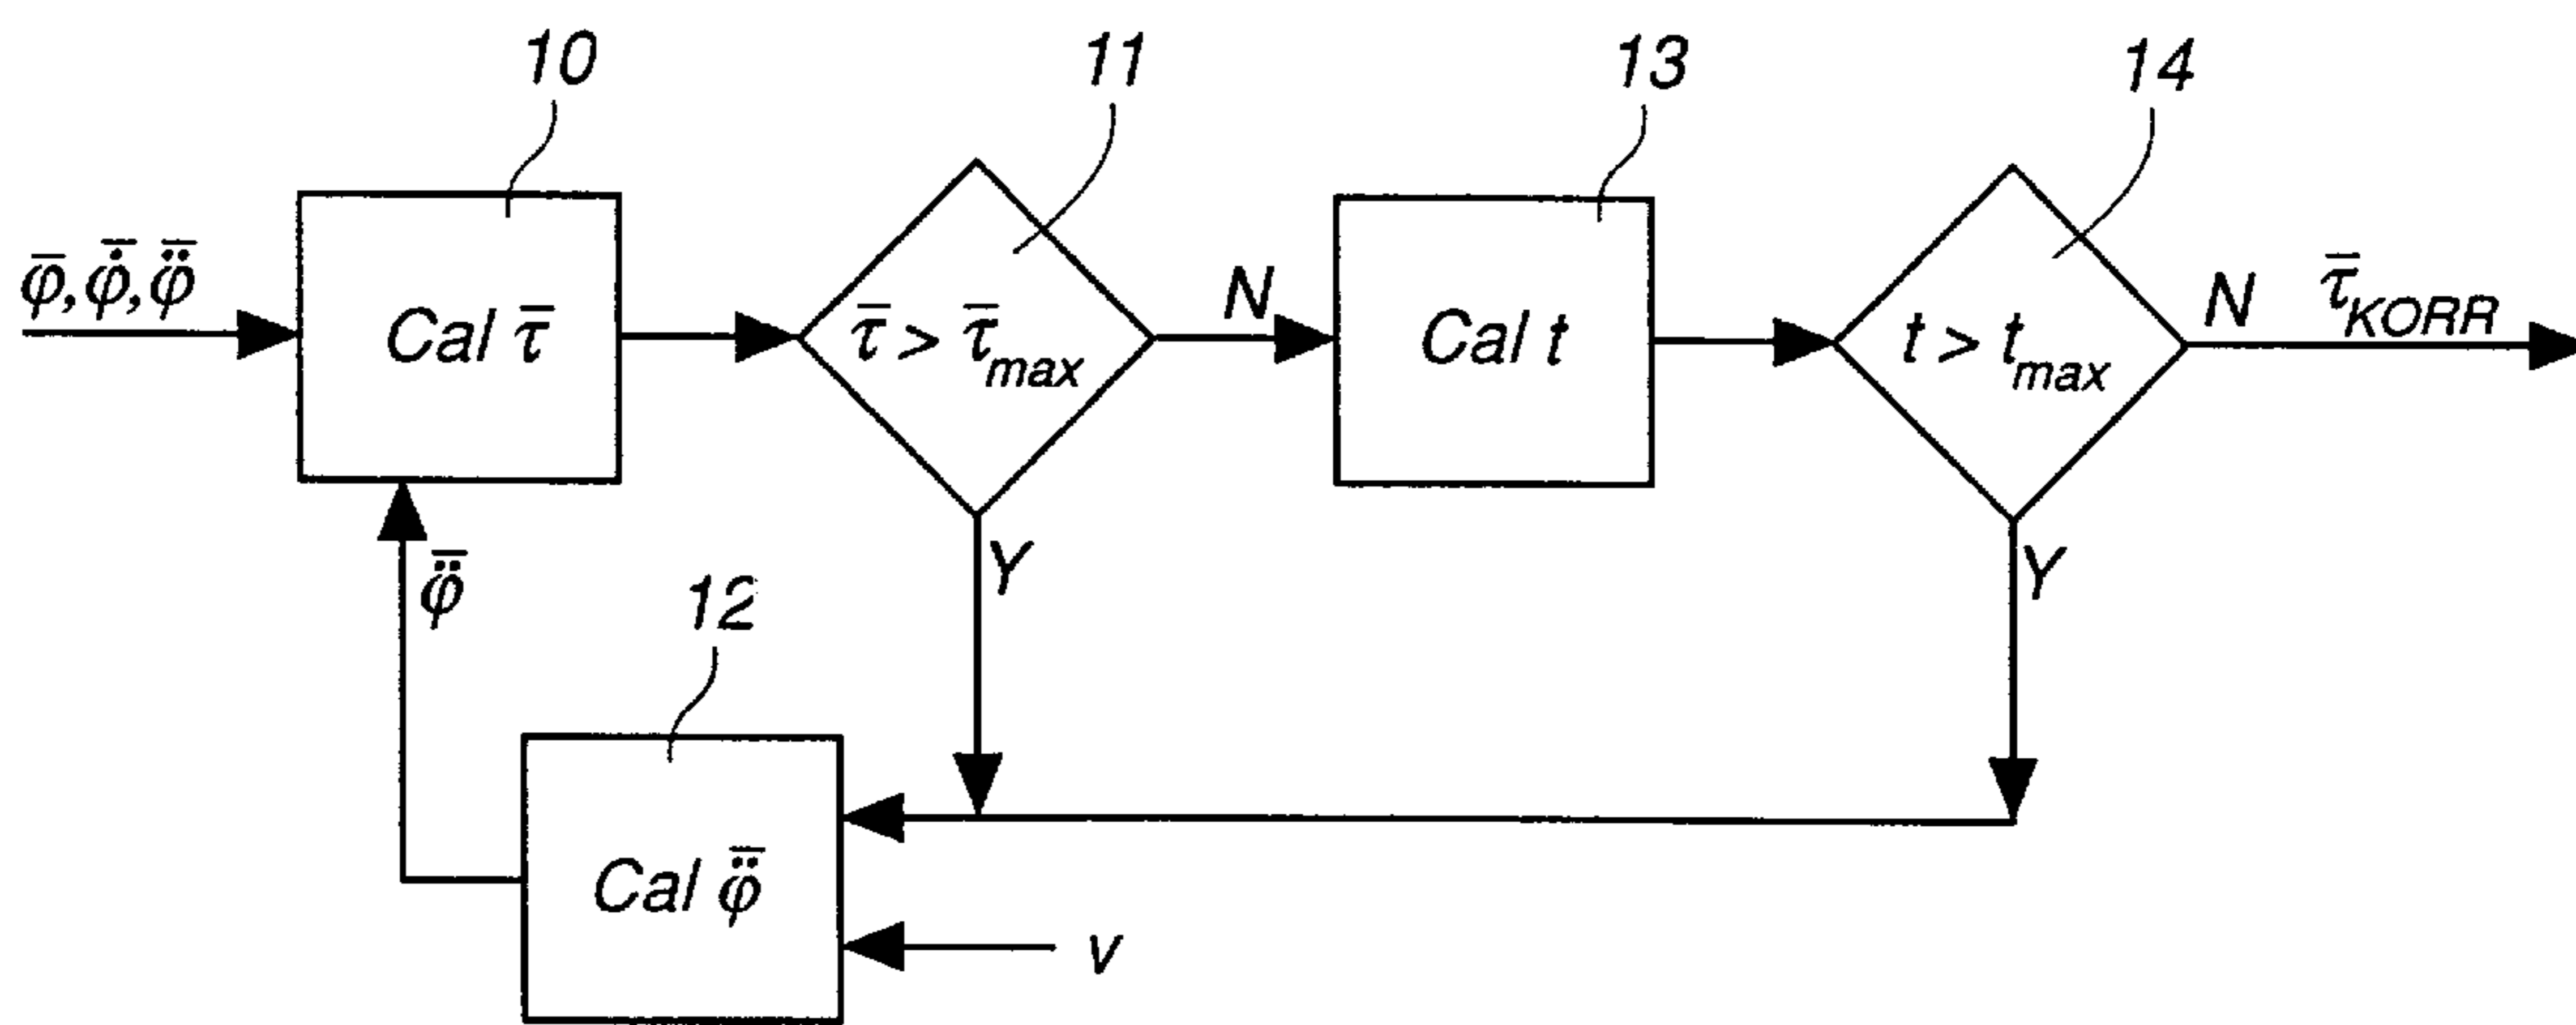 10
11
13
14
φ̄, φ̇̄, φ̈̄
Cal τ̄
τ̄ > τ̄max
N
Cal t
t > tmax
N
τ̄KORR
Y
Y
φ̈̄
12
Cal φ̈̄
v